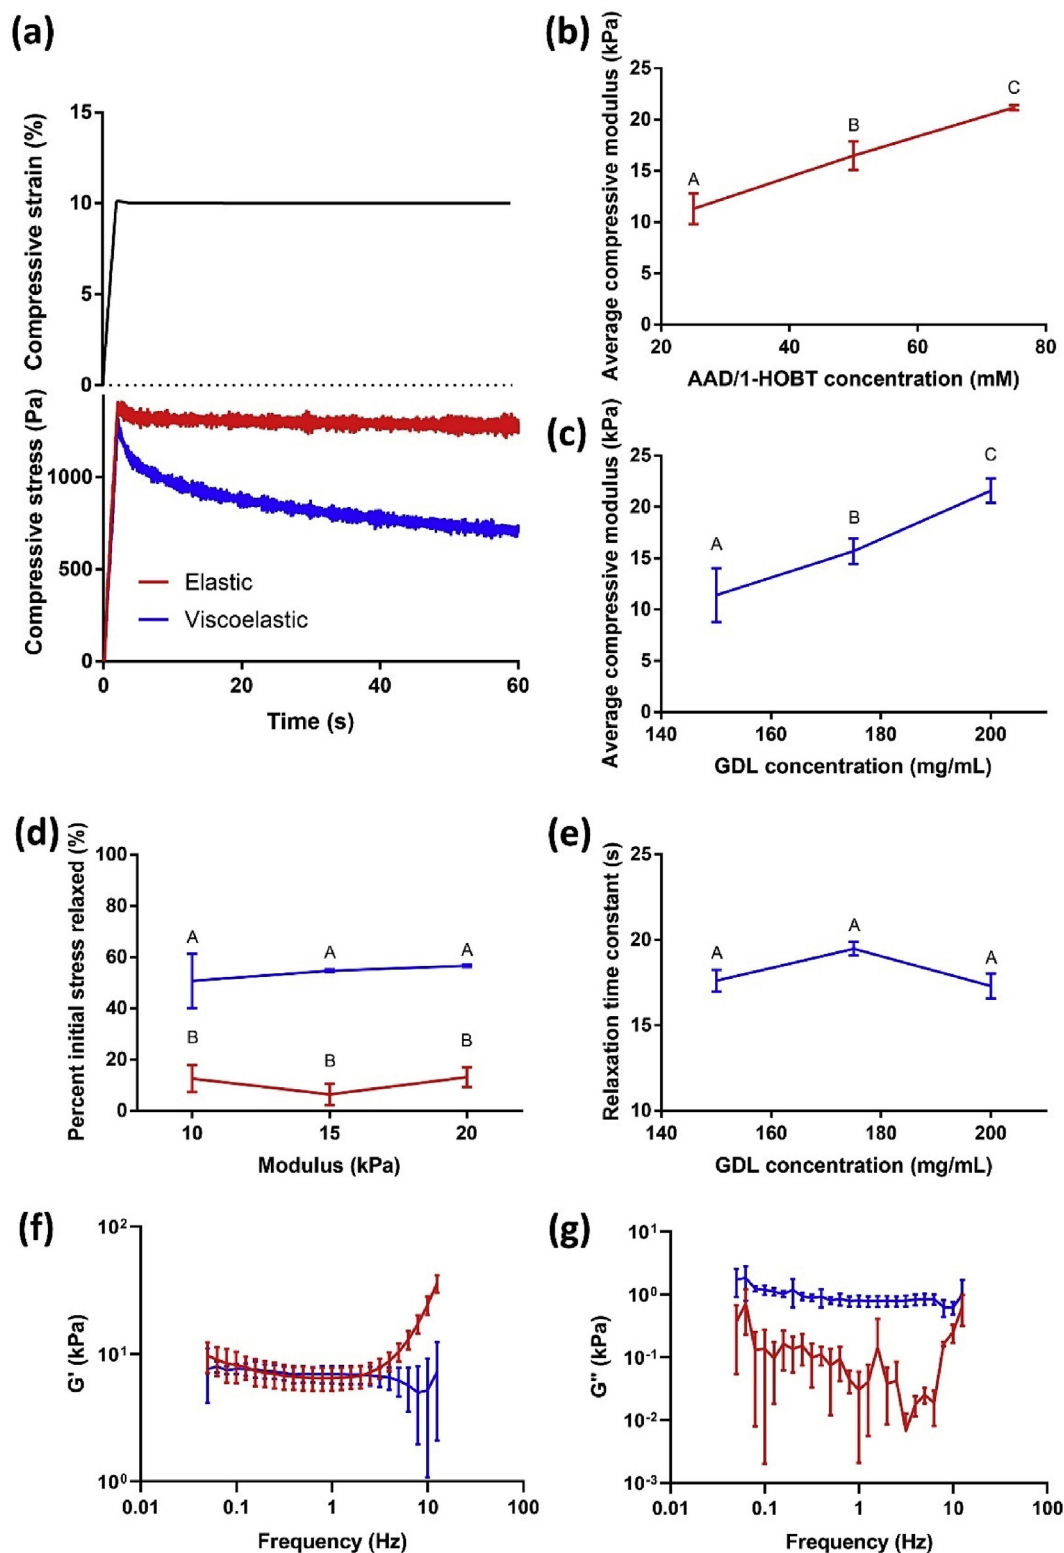 (a)
Compressive strain (%)
15
10
5
0
Compressive stress (Pa)
1000
500
0
Elastic
Viscoelastic
0 20 40 60
Time (s)
(b)
Average compressive modulus (kPa)
25
20
15
10
5
0
A
B
C
20 40 60 80
AAD/1-HOBT concentration (mM)
(c)
Average compressive modulus (kPa)
25
20
15
10
5
0
A
B
C
140 160 180 200
GDL concentration (mg/mL)
(d)
Percent initial stress relaxed (%)
100
80
60
40
20
0
A A A
B B B
10 15 20
Modulus (kPa)
(e)
Relaxation time constant (s)
25
20
15
10
A A A
140 160 180 200
GDL concentration (mg/mL)
(f)
G' (kPa)
10²
10¹
10⁰
0.01 0.1 1 10 100
Frequency (Hz)
(g)
G" (kPa)
10¹
10⁰
10⁻¹
10⁻²
10⁻³
0.01 0.1 1 10 100
Frequency (Hz)